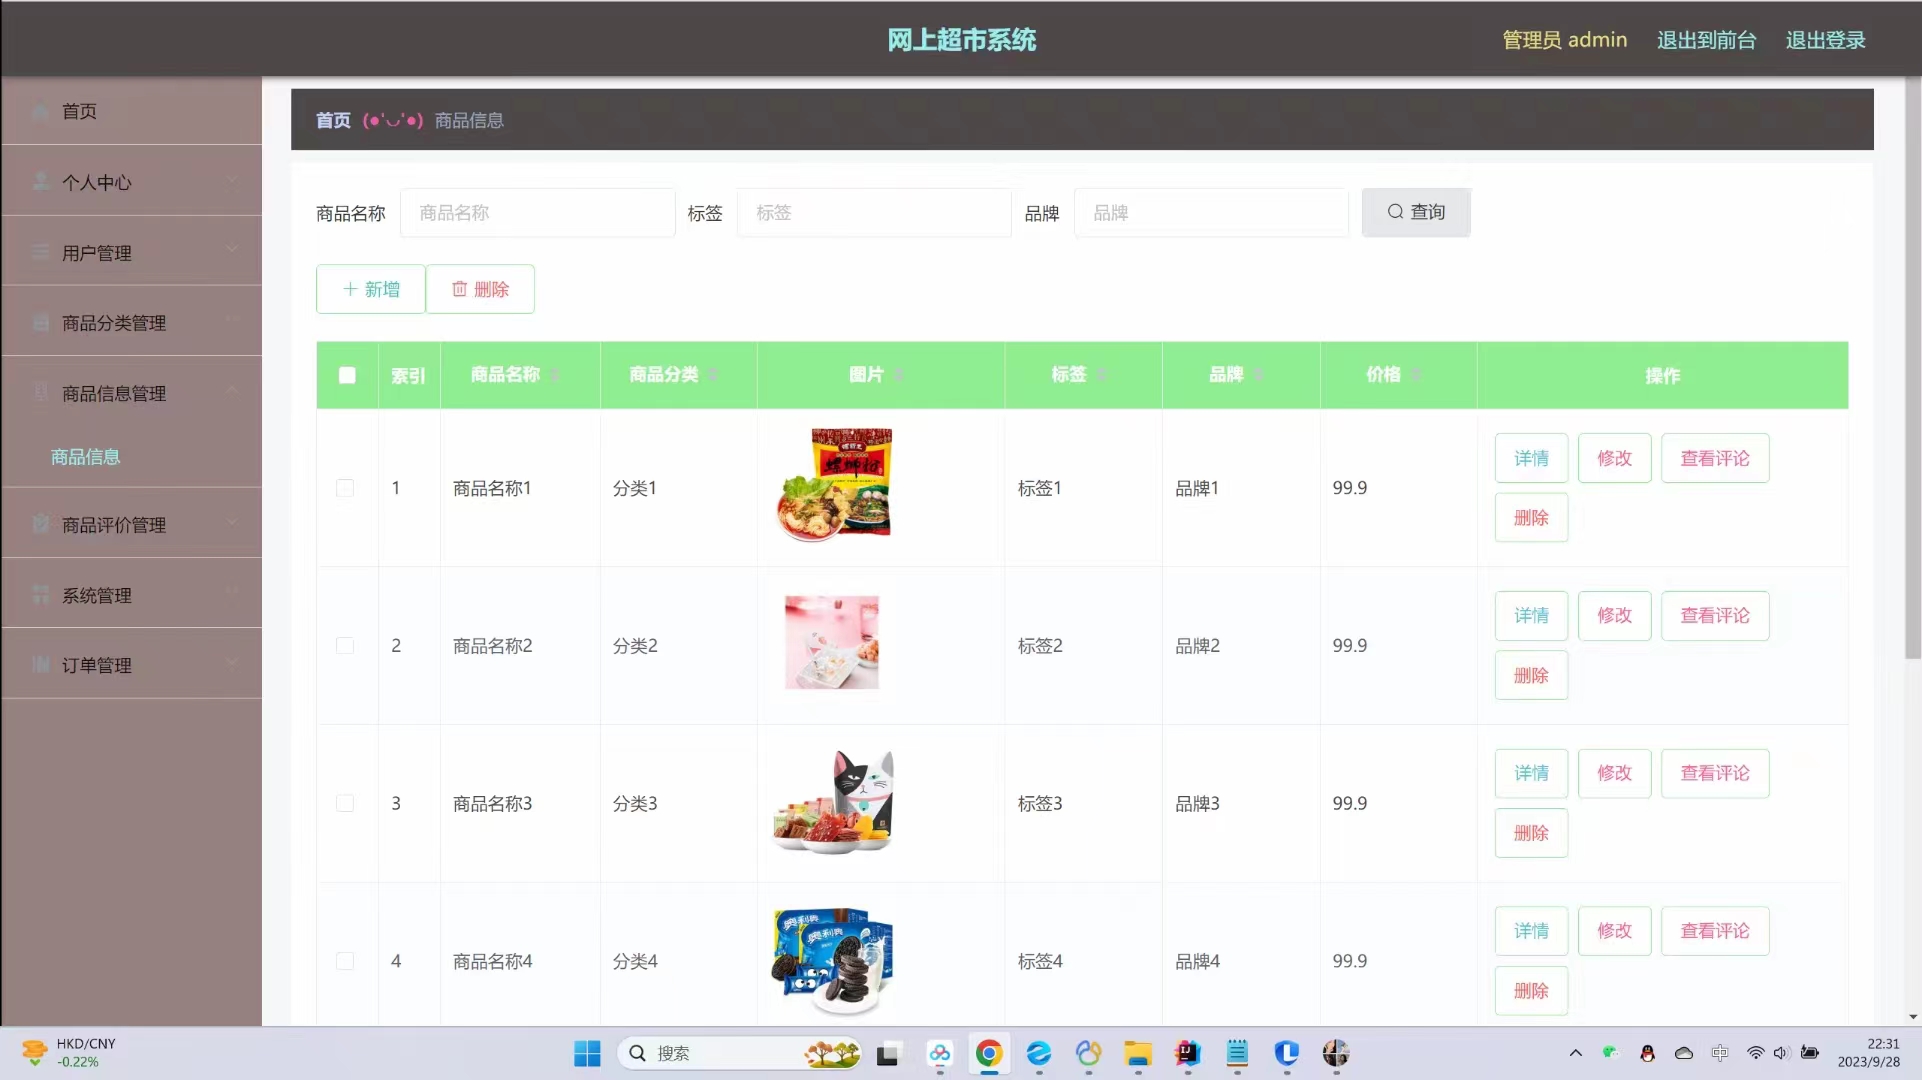 网上超市系统
管理员 admin 退出到前台 退出登录
首页
个人中心
用户管理
商品分类管理
商品信息管理
商品信息
商品评价管理
系统管理
订单管理
首页 (●'◡'●) 商品信息
商品名称 商品名称 标签 标签 品牌 品牌 查询
新增 删除
索引 商品名称 商品分类 图片 标签 品牌 价格 操作
螺蛳粉
1 商品名称1 分类1 标签1 品牌1 99.9 详情 修改 查看评论
删除
2 商品名称2 分类2 标签2 品牌2 99.9 详情 修改 查看评论
删除
3 商品名称3 分类3 标签3 品牌3 99.9 详情 修改 查看评论
删除
奥利奥
奥利奥
4 商品名称4 分类4 标签4 品牌4 99.9 详情 修改 查看评论
删除
HKD/CNY
-0.22%
搜索
中
22:31
2023/9/28